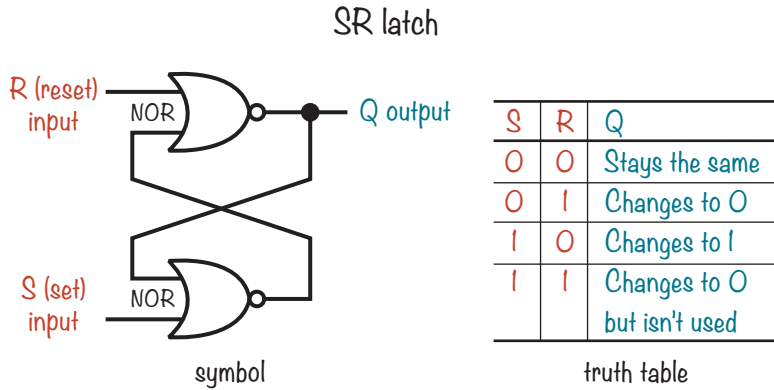 SR latch
R (reset)
input
NOR
Q output
NOR
S (set)
input
symbol
S R Q
0 0 Stays the same
0 1 Changes to 0
1 0 Changes to 1
1 1 Changes to 0
but isn't used
truth table